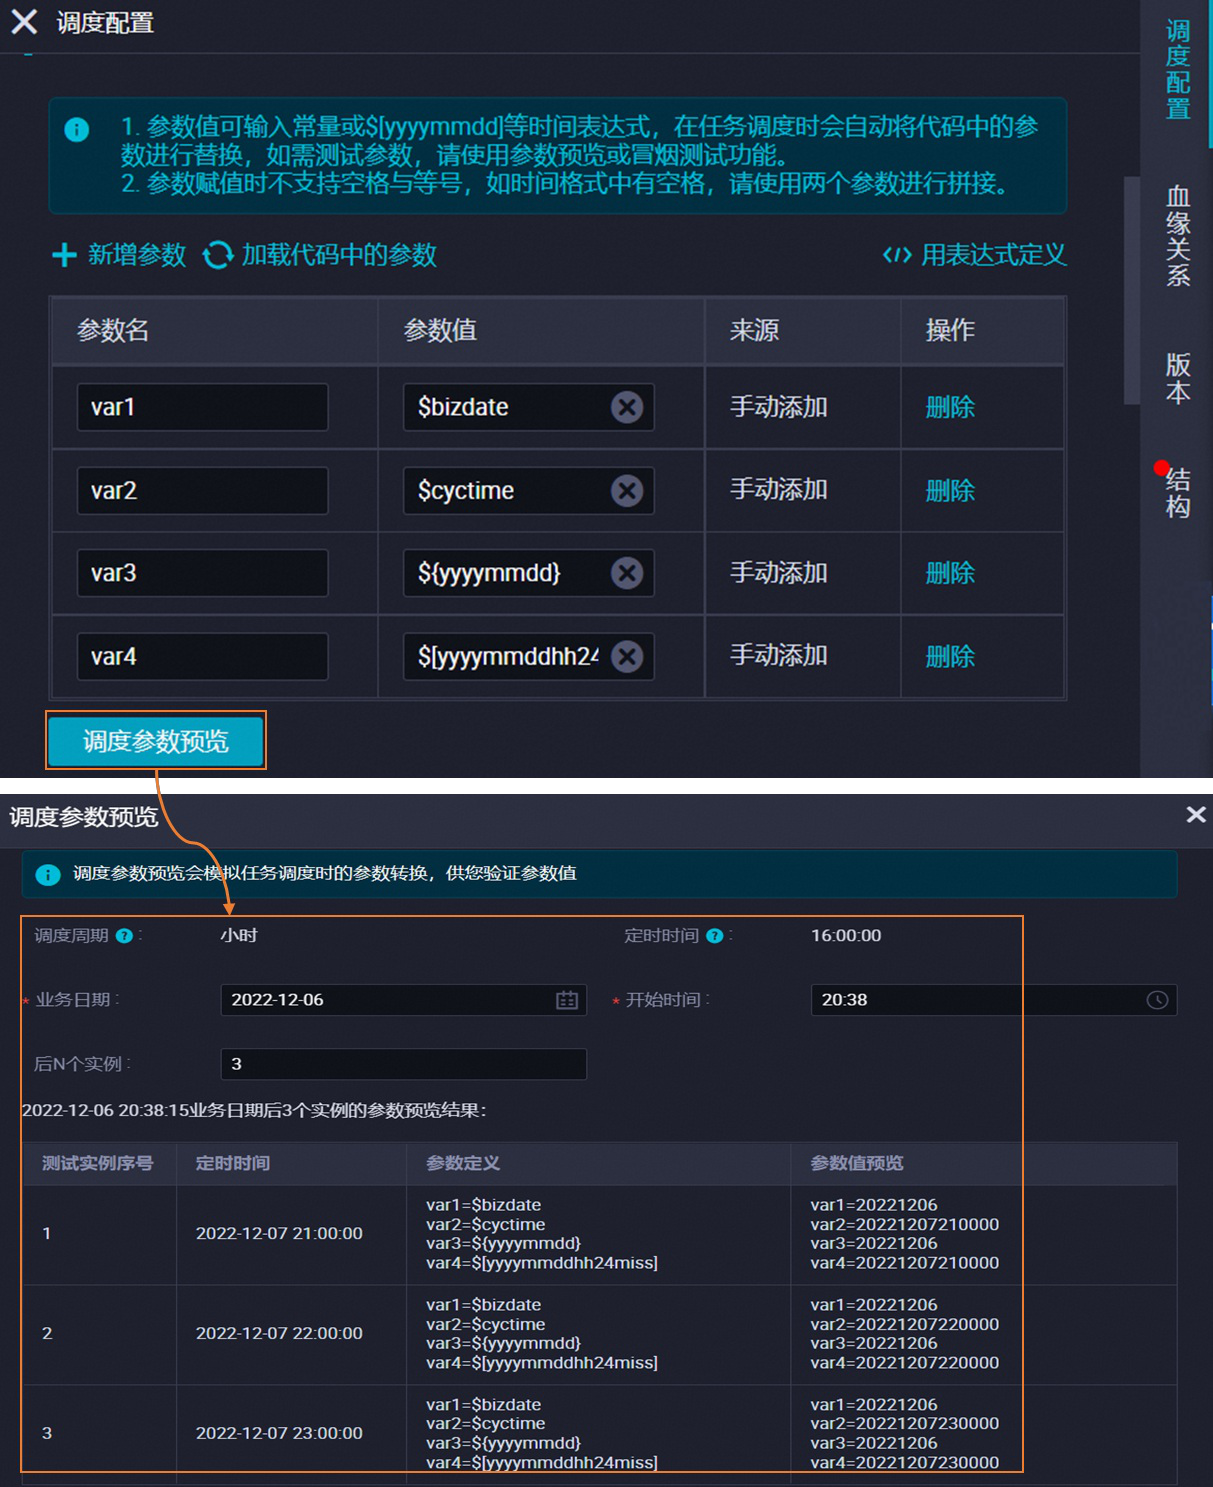 调度配置
1. 参数值可输入常量或$[yyyymmdd]等时间表达式，在任务调度时会自动将代码中的参
数进行替换，如需测试参数，请使用参数预览或冒烟测试功能。
2. 参数赋值时不支持空格与等号，如时间格式中有空格，请使用两个参数进行拼接。
新增参数 加载代码中的参数 </> 用表达式定义
参数名 参数值 来源 操作
var1 $bizdate 手动添加 删除
var2 $cyctime 手动添加 删除
var3 ${yyyymmdd} 手动添加 删除
var4 $[yyyymmddhh24 手动添加 删除
调度参数预览
调度配置
血缘关系
版本
结构
调度参数预览
调度参数预览会模拟任务调度时的参数转换，供您验证参数值
调度周期 ? : 小时 定时时间 ? : 16:00:00
* 业务日期 : 2022-12-06 * 开始时间 : 20:38
后N个实例 : 3
2022-12-06 20:38:15业务日期后3个实例的参数预览结果：
测试实例序号 定时时间 参数定义 参数值预览
1 2022-12-07 21:00:00
var1=$bizdate var1=20221206
var2=$cyctime var2=20221207210000
var3=${yyyymmdd} var3=20221206
var4=$[yyyymmddhh24miss] var4=20221207210000
2 2022-12-07 22:00:00
var1=$bizdate var1=20221206
var2=$cyctime var2=20221207220000
var3=${yyyymmdd} var3=20221206
var4=$[yyyymmddhh24miss] var4=20221207220000
3 2022-12-07 23:00:00
var1=$bizdate var1=20221206
var2=$cyctime var2=20221207230000
var3=${yyyymmdd} var3=20221206
var4=$[yyyymmddhh24miss] var4=20221207230000